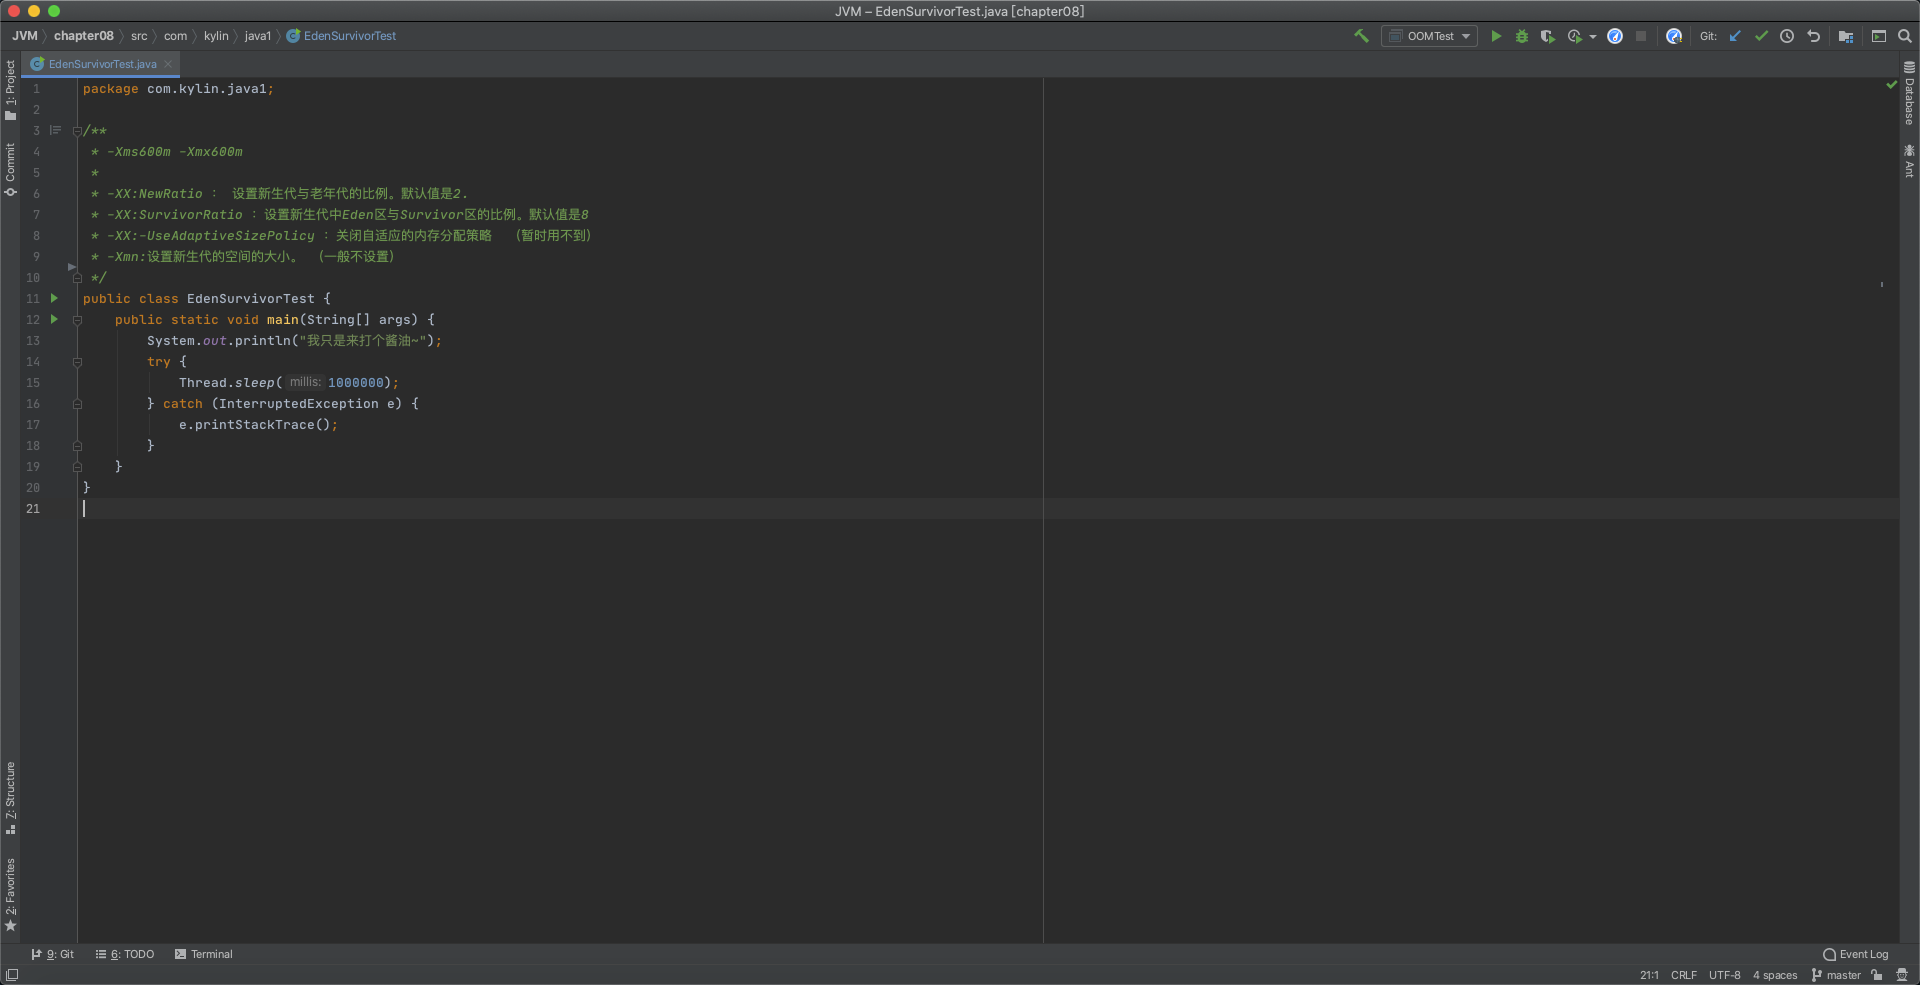 JVM – EdenSurvivorTest.java [chapter08]
JVM chapter08 src com kylin java1 EdenSurvivorTest
OOMTest
Git:
EdenSurvivorTest.java
1: Project
Commit
Z: Structure
2: Favorites
Database
Ant
1 package com.kylin.java1;
2
3 /**
4  * -Xms600m -Xmx600m
5  *
6  * -XX:NewRatio : 设置新生代与老年代的比例。默认值是2.
7  * -XX:SurvivorRatio : 设置新生代中Eden区与Survivor区的比例。默认值是8
8  * -XX:-UseAdaptiveSizePolicy : 关闭自适应的内存分配策略 （暂时用不到）
9  * -Xmn:设置新生代的空间的大小。 （一般不设置）
10  */
11 public class EdenSurvivorTest {
12     public static void main(String[] args) {
13         System.out.println("我只是来打个酱油~");
14         try {
15             Thread.sleep( millis: 1000000);
16         } catch (InterruptedException e) {
17             e.printStackTrace();
18         }
19     }
20 }
21
9: Git 6: TODO Terminal Event Log
21:1 CRLF UTF-8 4 spaces master